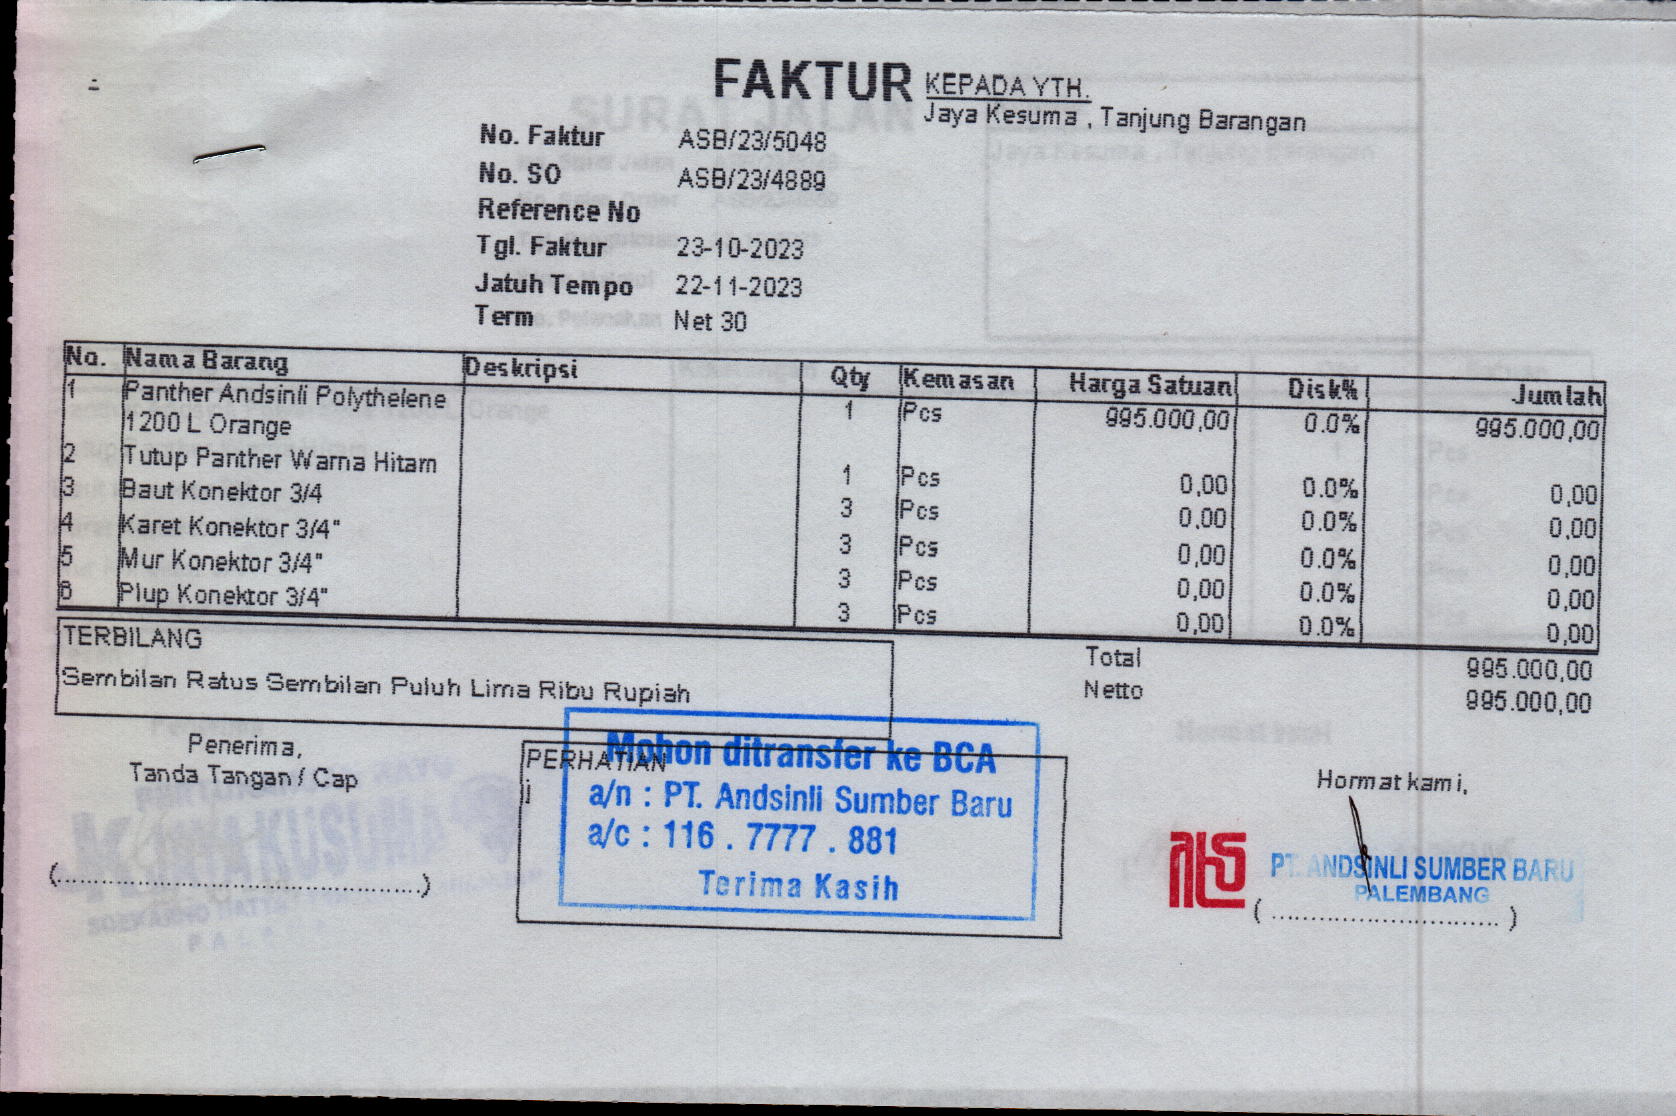 FAKTUR
KEPADA YTH.
Jaya Kesuma , Tanjung Barangan
No. Faktur ASB/23/5048
No. SO ASB/23/4889
Reference No
Tgl. Faktur 23-10-2023
Jatuh Tempo 22-11-2023
Term Net 30
No. Nama Barang Deskripsi Qty Kemasan Harga Satuan Disk% Jumlah
1 Panther Andsinli Polythelene 1 Pcs 995.000,00 0.0% 995.000,00
1200 L Orange
2 Tutup Panther Warna Hitam 1 Pcs 0,00 0.0% 0,00
3 Baut Konektor 3/4 3 Pcs 0,00 0.0% 0,00
4 Karet Konektor 3/4" 3 Pcs 0,00 0.0% 0,00
5 Mur Konektor 3/4" 3 Pcs 0,00 0.0% 0,00
6 Plup Konektor 3/4" 3 Pcs 0,00 0.0% 0,00
TERBILANG
Sembilan Ratus Sembilan Puluh Lima Ribu Rupiah
Total 995.000,00
Netto 995.000,00
Penerima,
Tanda Tangan / Cap
(................................................)
PERHATIAN
i
Mohon ditransfer ke BCA
a/n : PT. Andsinli Sumber Baru
a/c : 116 . 7777 . 881
Terima Kasih
Hormat kami,
PT. ANDSINLI SUMBER BARU
PALEMBANG
(..............................)
SURAT JALAN